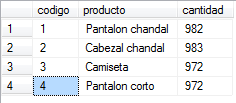 codigo producto cantidad
1 1 Pantalon chandal 982
2 2 Cabezal chandal 983
3 3 Camiseta 972
4 4 Pantalon corto 972